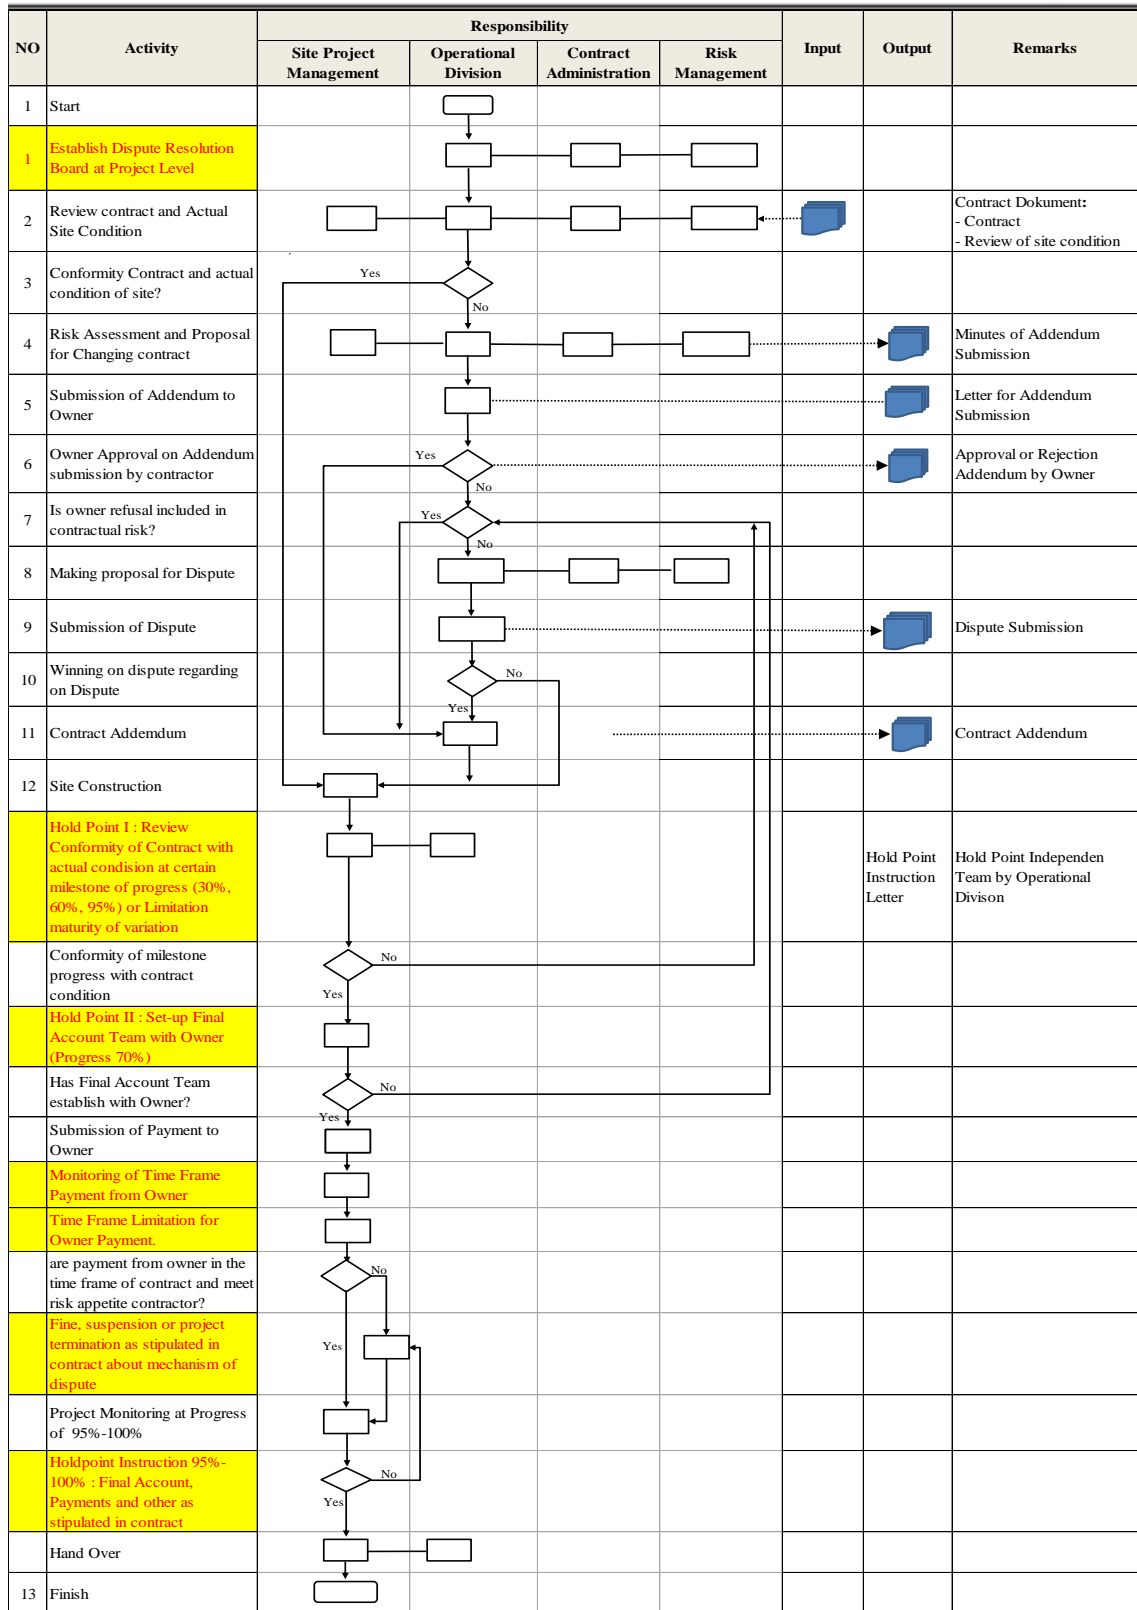 NO
Activity
Responsibility
Input
Output
Remarks
Site Project
Management
Operational
Division
Contract
Administration
Risk
Management
1
Start
1
Establish Dispute Resolution
Board at Project Level
2
Review contract and Actual
Site Condition
Contract Dokument:
- Contract
- Review of site condition
3
Conformity Contract and actual
condition of site?
Yes
No
4
Risk Assessment and Proposal
for Changing contract
Minutes of Addendum
Submission
5
Submission of Addendum to
Owner
Letter for Addendum
Submission
6
Owner Approval on Addendum
submission by contractor
Yes
No
Approval or Rejection
Addendum by Owner
7
Is owner refusal included in
contractual risk?
Yes
No
8
Making proposal for Dispute
9
Submission of Dispute
Dispute Submission
10
Winning on dispute regarding
on Dispute
No
Yes
11
Contract Addemdum
Contract Addendum
12
Site Construction
Hold Point I : Review
Conformity of Contract with
actual condision at certain
milestone of progress (30%,
60%, 95%) or Limitation
maturity of variation
Hold Point
Instruction
Letter
Hold Point Independen
Team by Operational
Divison
Conformity of milestone
progress with contract
condition
No
Yes
Hold Point II : Set-up Final
Account Team with Owner
(Progress 70%)
Has Final Account Team
establish with Owner?
No
Yes
Submission of Payment to
Owner
Monitoring of Time Frame
Payment from Owner
Time Frame Limitation for
Owner Payment.
are payment from owner in the
time frame of contract and meet
risk appetite contractor?
No
Yes
Fine, suspension or project
termination as stipulated in
contract about mechanism of
dispute
Project Monitoring at Progress
of 95%-100%
Holdpoint Instruction 95%-
100% : Final Account,
Payments and other as
stipulated in contract
No
Yes
Hand Over
13
Finish